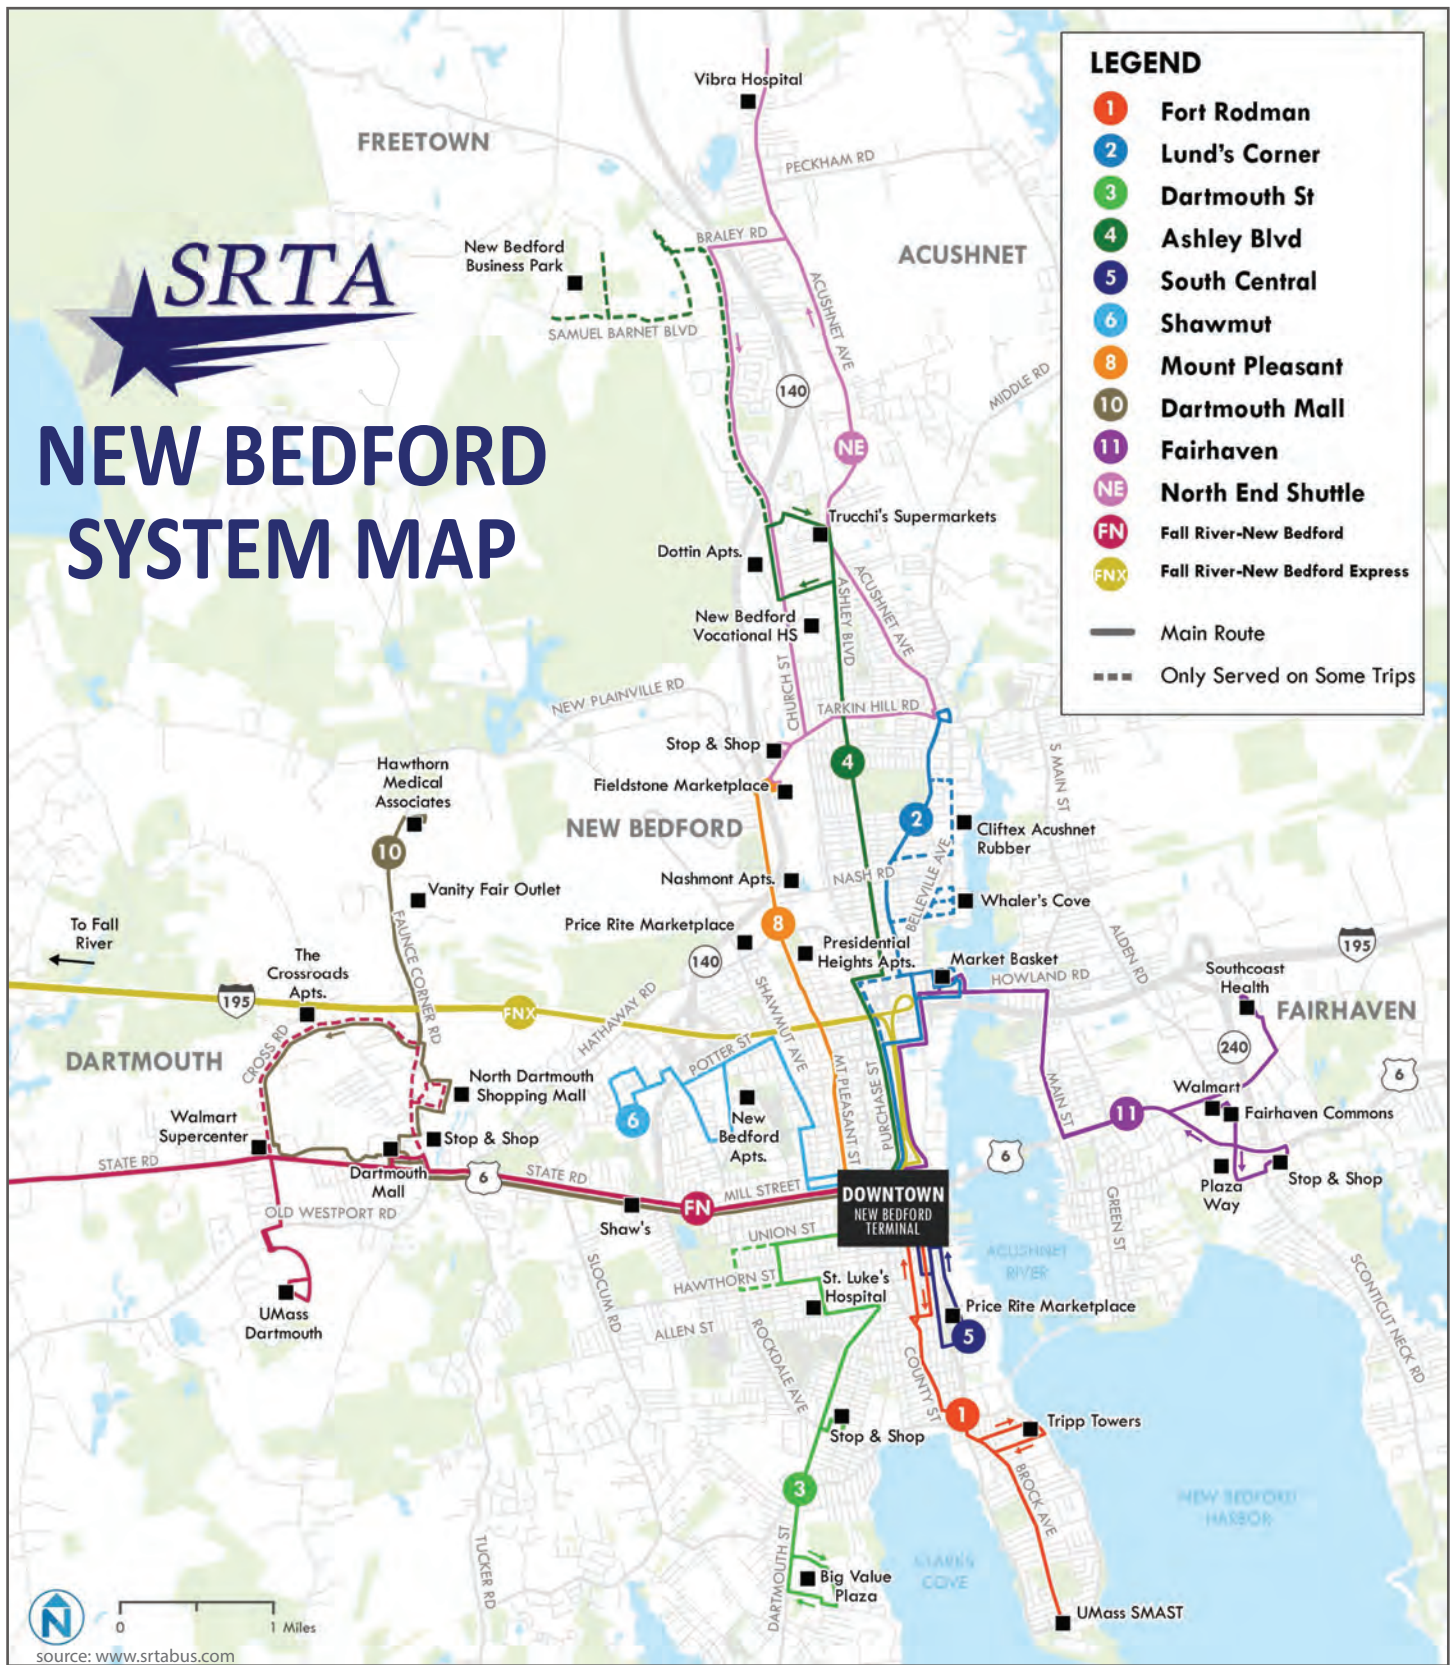 LEGEND
1 Fort Rodman
2 Lund's Corner
3 Dartmouth St
4 Ashley Blvd
5 South Central
6 Shawmut
8 Mount Pleasant
10 Dartmouth Mall
11 Fairhaven
NE North End Shuttle
FN Fall River-New Bedford
FNX Fall River-New Bedford Express
Main Route
Only Served on Some Trips
SRTA
NEW BEDFORD
SYSTEM MAP
Vibra Hospital
FREETOWN
PECKHAM RD
BRALEY RD
ACUSHNET
New Bedford
Business Park
SAMUEL BARNET BLVD
ACUSHNET AVE
140
MIDDLE RD
NE
Trucchi's Supermarkets
Dottin Apts.
ASHLEY BLVD
ACUSHNET AVE
New Bedford
Vocational HS
CHURCH ST
NEW PLAINVILLE RD
TARKIN HILL RD
Stop & Shop
4
S MAIN ST
Hawthorn
Medical
Associates
Fieldstone Marketplace
NEW BEDFORD
2
Cliftex Acushnet
Rubber
10
Nashmont Apts.
NASH RD
BELLEVILLE AVE
Vanity Fair Outlet
Whaler's Cove
To Fall
River
FAUNCE CORNER RD
Price Rite Marketplace
8
Presidential
Heights Apts.
140
ALDEN RD
195
The
Crossroads
Apts.
Market Basket
HOWLAND RD
Southcoast
Health
195
FNX
HATHAWAY RD
SHAWMUT AVE
FAIRHAVEN
DARTMOUTH
CROSS RD
POTTER ST
MT PLEASANT ST
PURCHASE ST
240
6
MAIN ST
North Dartmouth
Shopping Mall
6
New
Bedford
Apts.
Walmart
11
Fairhaven Commons
Walmart
Supercenter
Stop & Shop
STATE RD
Dartmouth
Mall
6
STATE RD
MILL STREET
6
Plaza
Way
Stop & Shop
DOWNTOWN
NEW BEDFORD
TERMINAL
FN
Shaw's
OLD WESTPORT RD
GREEN ST
UNION ST
HAWTHORN ST
ACUSHNET
RIVER
SLOCUM RD
St. Luke's
Hospital
SCONTICUT NECK RD
UMass
Dartmouth
Price Rite Marketplace
5
ALLEN ST
ROCKDALE AVE
COUNTY ST
1
Tripp Towers
Stop & Shop
BROCK AVE
3
NEW BEDFORD
HARBOR
TUCKER RD
DARTMOUTH ST
CLARKS
COVE
Big Value
Plaza
UMass SMAST
N
0 1 Miles
source: www.srtabus.com